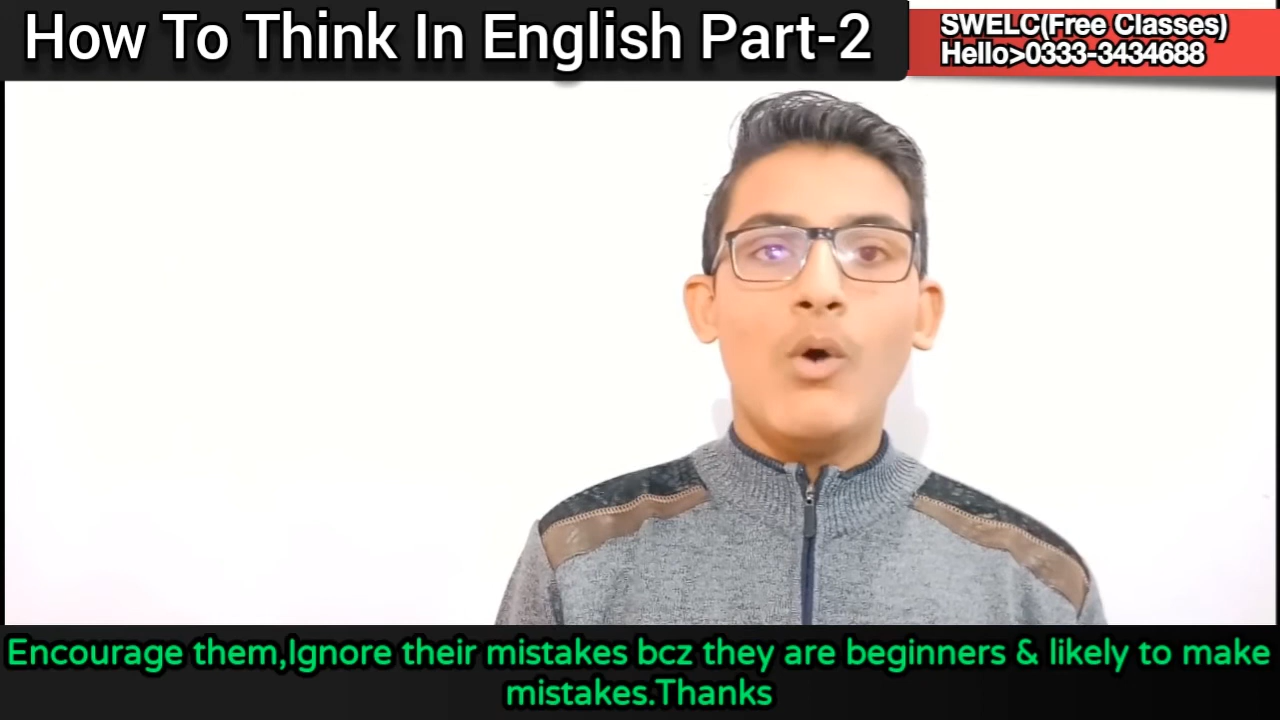 How To Think In English Part-2
SWELC(Free Classes)
Hello>0333-3434688
Encourage them,Ignore their mistakes bcz they are beginners & likely to make
mistakes.Thanks